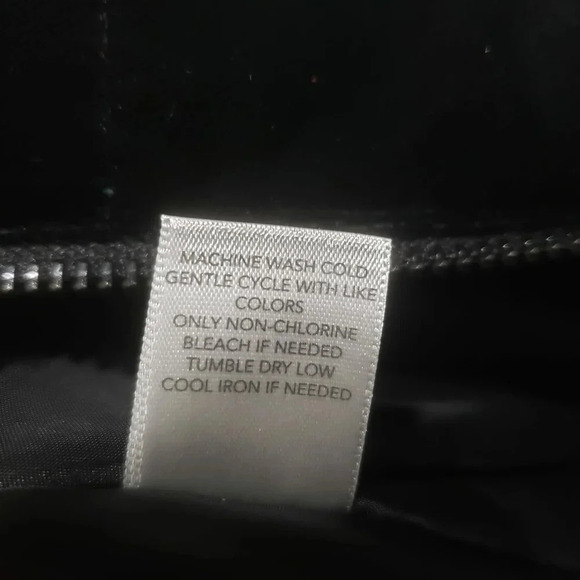 MACHINE WASH COLD
GENTLE CYCLE WITH LIKE
COLORS
ONLY NON-CHLORINE
BLEACH IF NEEDED
TUMBLE DRY LOW
COOL IRON IF NEEDED